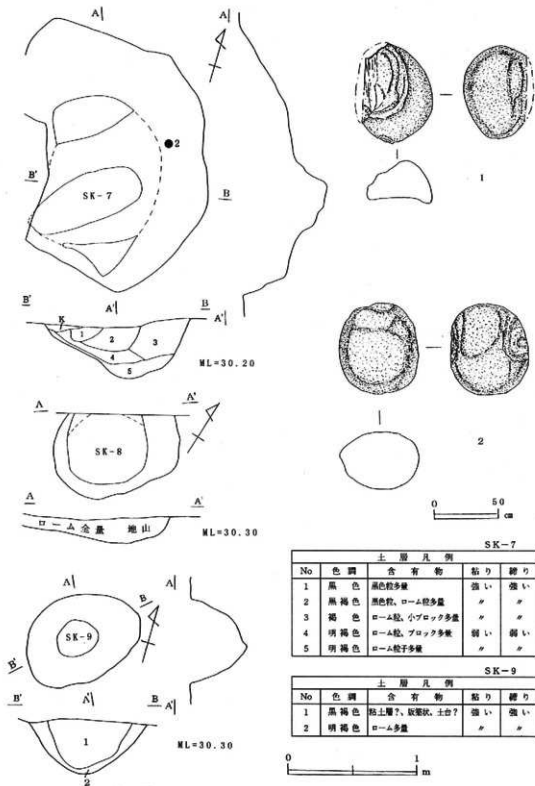 A
A
2
B'
B
SK-7
1
B'
A'
B
A'
K
1
2
3
4
5
ML=30.20
A
A'
SK-8
2
A
A'
ローム全量 地山
0 50
cm
ML=30.30
A
A
B
SK-9
B'
B'
A'
B
A'
1
2
ML=30.30
SK-7
土層凡例
No 色調 含有物 粘り 締り
1 黒色 黒色粒多量 強い 強い
2 黒褐色 黒色粒、ローム粒多量 〃 〃
3 褐色 ローム粒、小ブロック多量 〃 〃
4 明褐色 ローム粒、ブロック多量 弱い 弱い
5 明褐色 ローム粒子多量 〃 〃
SK-9
土層凡例
No 色調 含有物 粘り 締り
1 黒褐色 粘土層?、版築状、土台? 強い 強い
2 明褐色 ローム多量 〃 〃
0 1
m